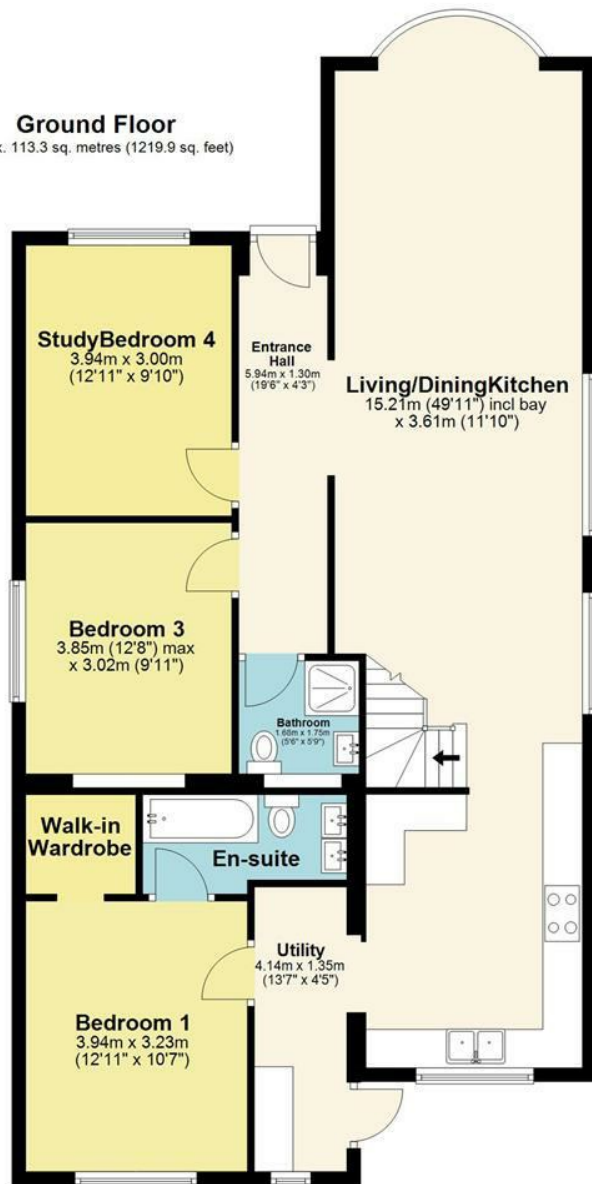 Ground Floor
x. 113.3 sq. metres (1219.9 sq. feet)
StudyBedroom 4
3.94m x 3.00m
(12'11" x 9'10")
Entrance
Hall
5.94m x 1.30m
(19'6" x 4'3")
Living/DiningKitchen
15.21m (49'11") incl bay
x 3.61m (11'10")
Bedroom 3
3.85m (12'8") max
x 3.02m (9'11")
Bathroom
1.68m x 1.75m
(5'6" x 5'9")
Walk-in
Wardrobe
En-suite
Utility
4.14m x 1.35m
(13'7" x 4'5")
Bedroom 1
3.94m x 3.23m
(12'11" x 10'7")